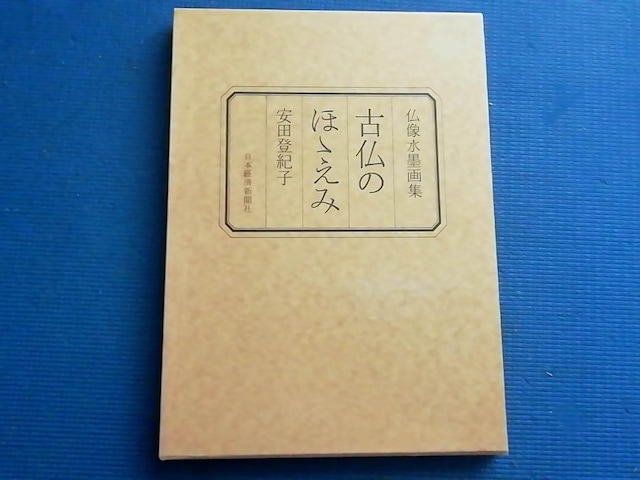 仏像水墨画集
古仏の
ほゝえみ
安田登紀子
日本経済新聞社